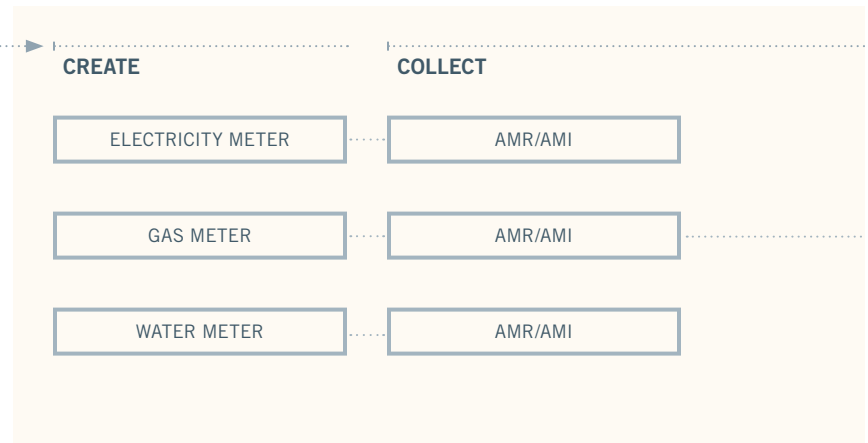 CREATE
COLLECT
ELECTRICITY METER
AMR/AMI
GAS METER
AMR/AMI
WATER METER
AMR/AMI